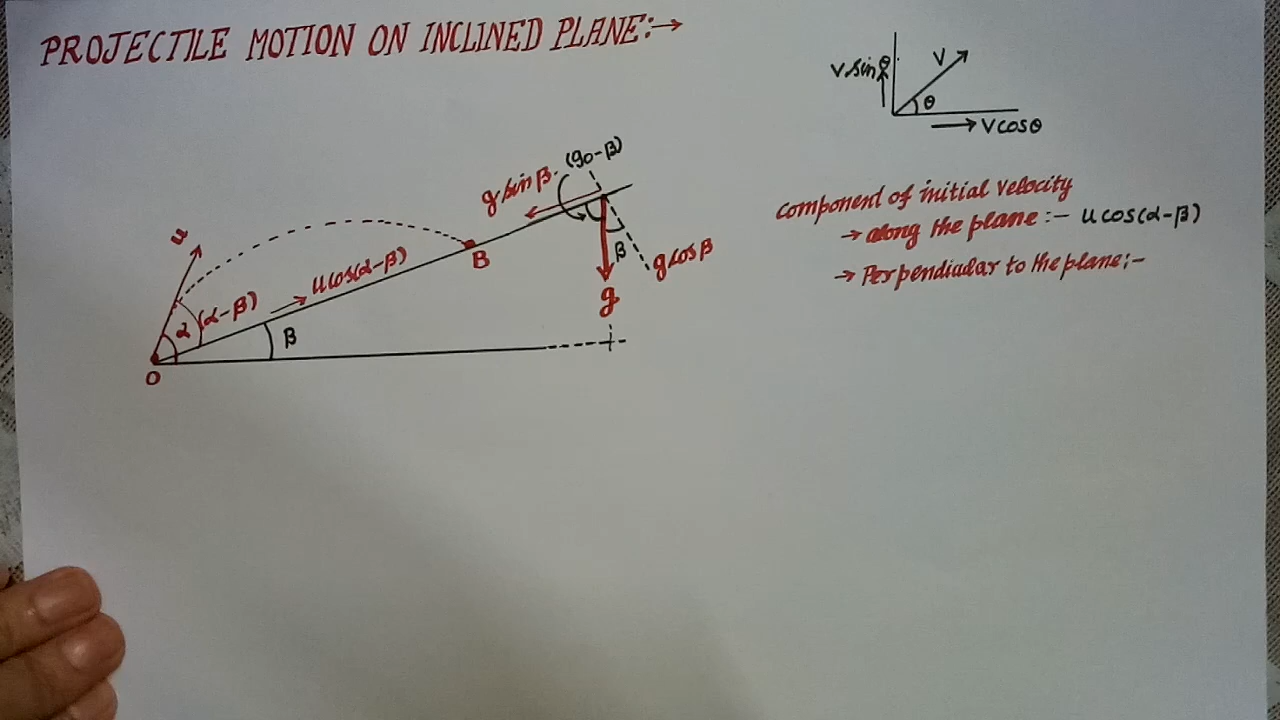 PROJECTILE MOTION ON INCLINED PLANE:→
V sinθ
V
θ
→ V cosθ
(90-β)
g sin β.
component of initial velocity
→ along the plane :- u cos(α-β)
→ Perpendicular to the plane:-
u
u cos(α-β)
B
β
g cos β
g
α
(α-β)
β
O